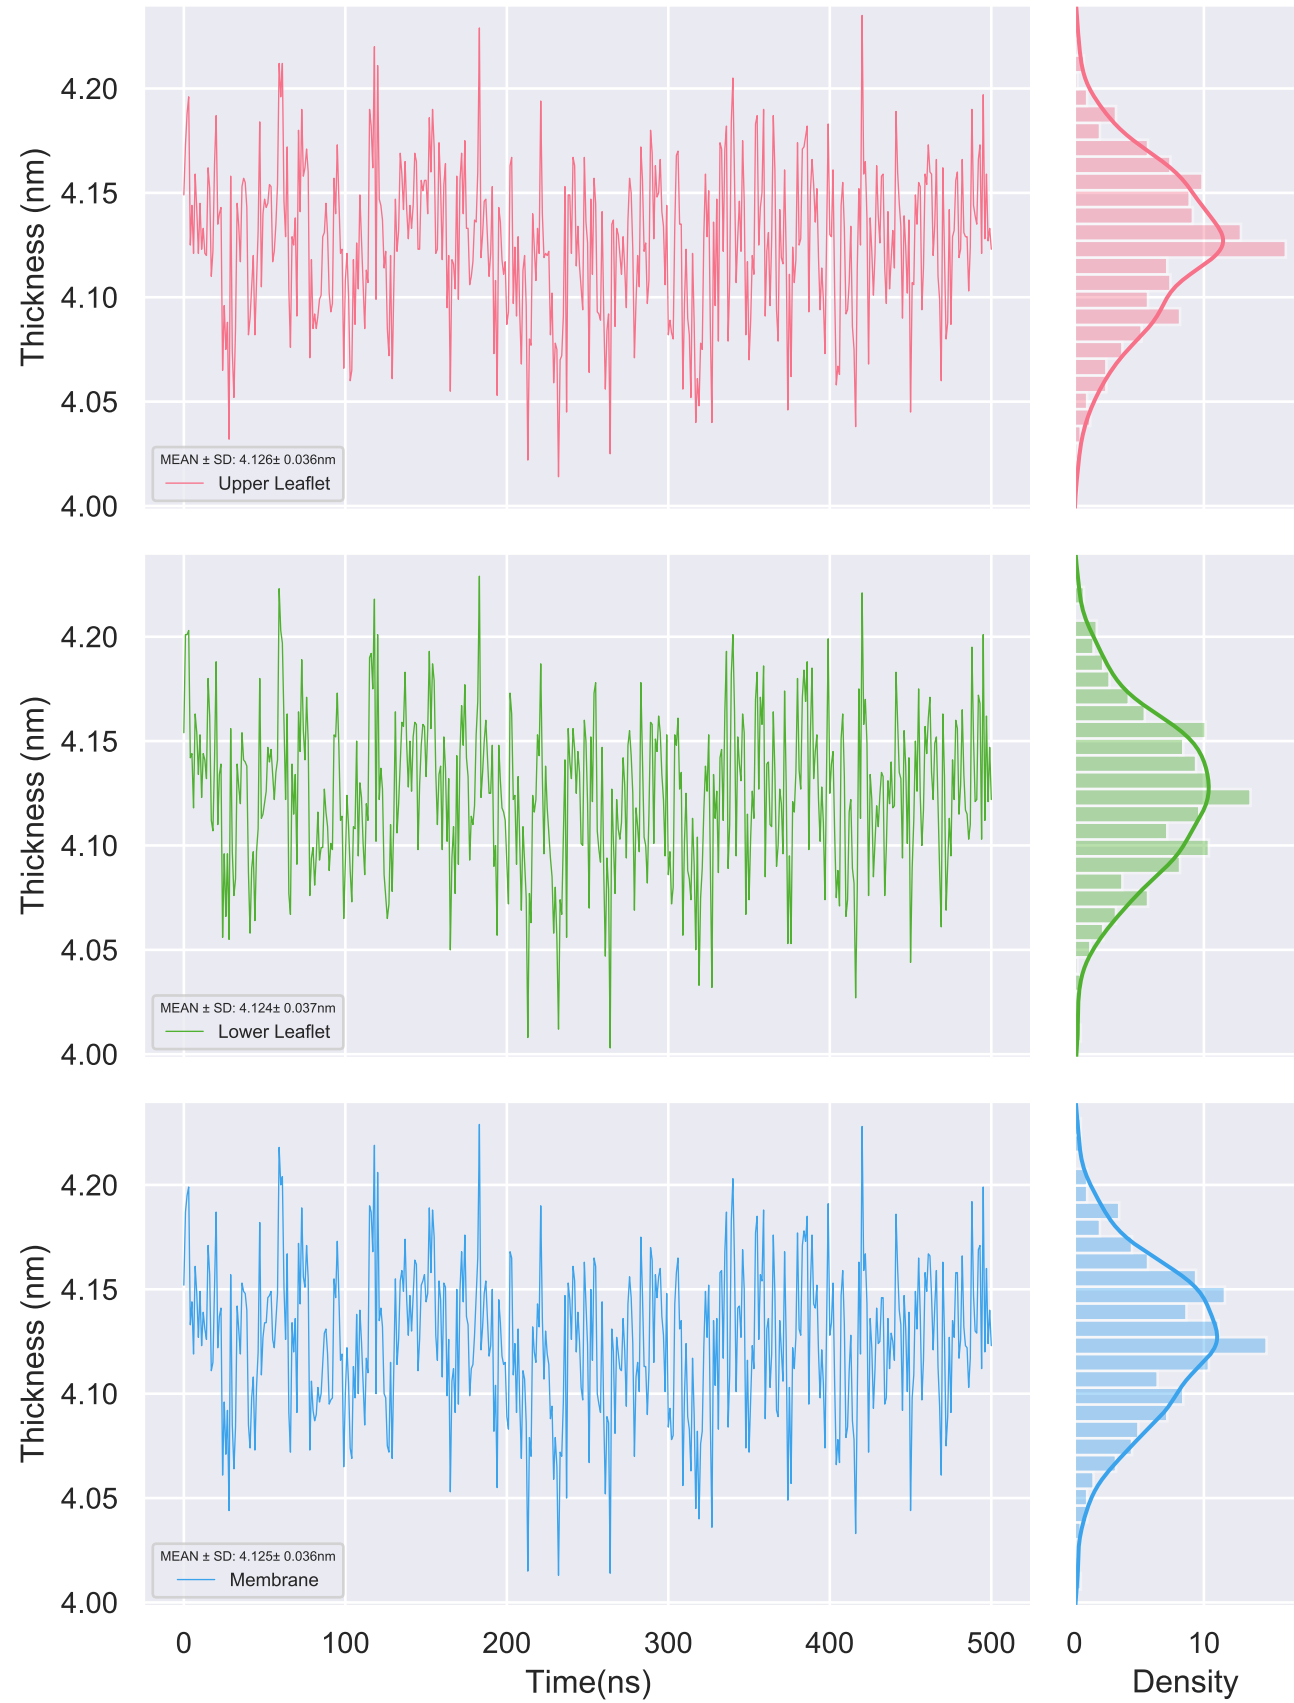 Thickness (nm)
4.20
4.15
4.10
4.05
4.00
MEAN ± SD: 4.126± 0.036nm
Upper Leaflet
Thickness (nm)
4.20
4.15
4.10
4.05
4.00
MEAN ± SD: 4.124± 0.037nm
Lower Leaflet
Thickness (nm)
4.20
4.15
4.10
4.05
4.00
MEAN ± SD: 4.125± 0.036nm
Membrane
0 100 200 300 400 500 0 10
Time(ns) Density